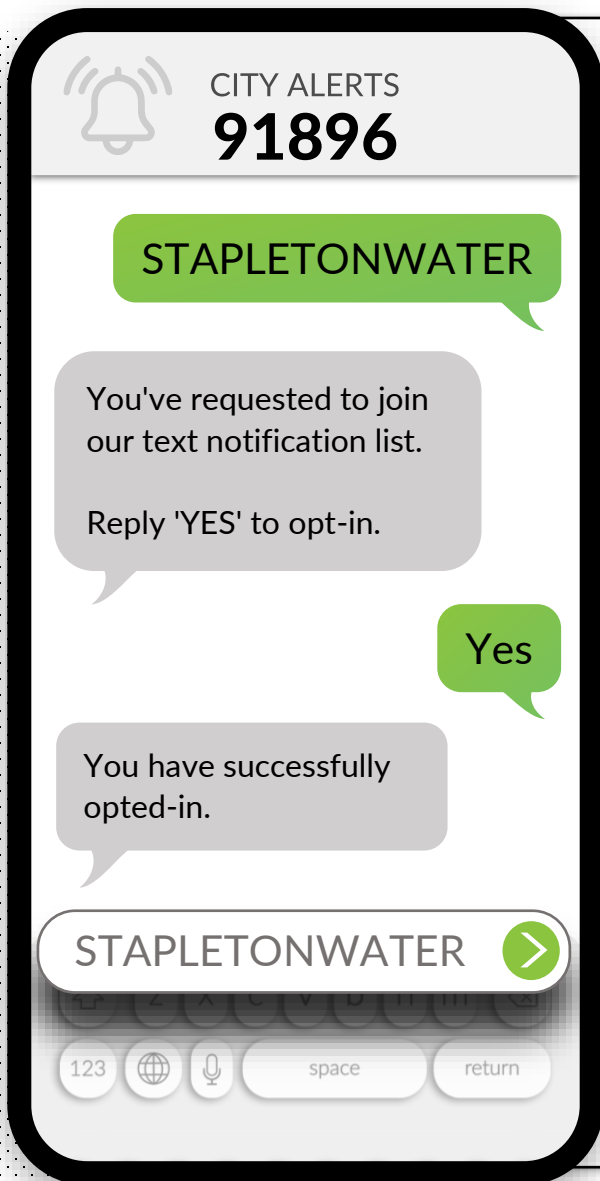 CITY ALERTS
91896
STAPLETONWATER
You've requested to join
our text notification list.
Reply 'YES' to opt-in.
Yes
You have successfully
opted-in.
STAPLETONWATER
Z X C V B N M
123 space return